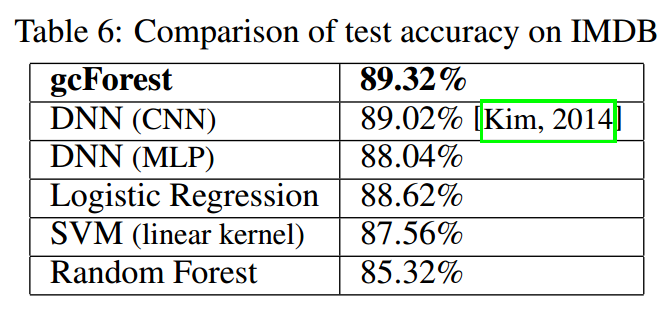 Table 6: Comparison of test accuracy on IMDB
gcForest 89.32%
DNN (CNN) 89.02% [Kim, 2014]
DNN (MLP) 88.04%
Logistic Regression 88.62%
SVM (linear kernel) 87.56%
Random Forest 85.32%